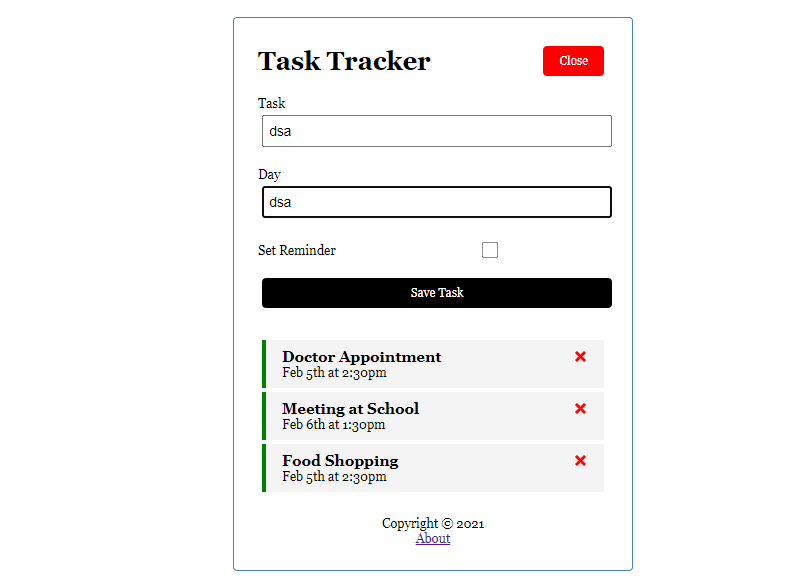 Task Tracker
Close
Task
dsa
Day
dsa
Set Reminder
Save Task
Doctor Appointment
Feb 5th at 2:30pm
Meeting at School
Feb 6th at 1:30pm
Food Shopping
Feb 5th at 2:30pm
Copyright © 2021
About